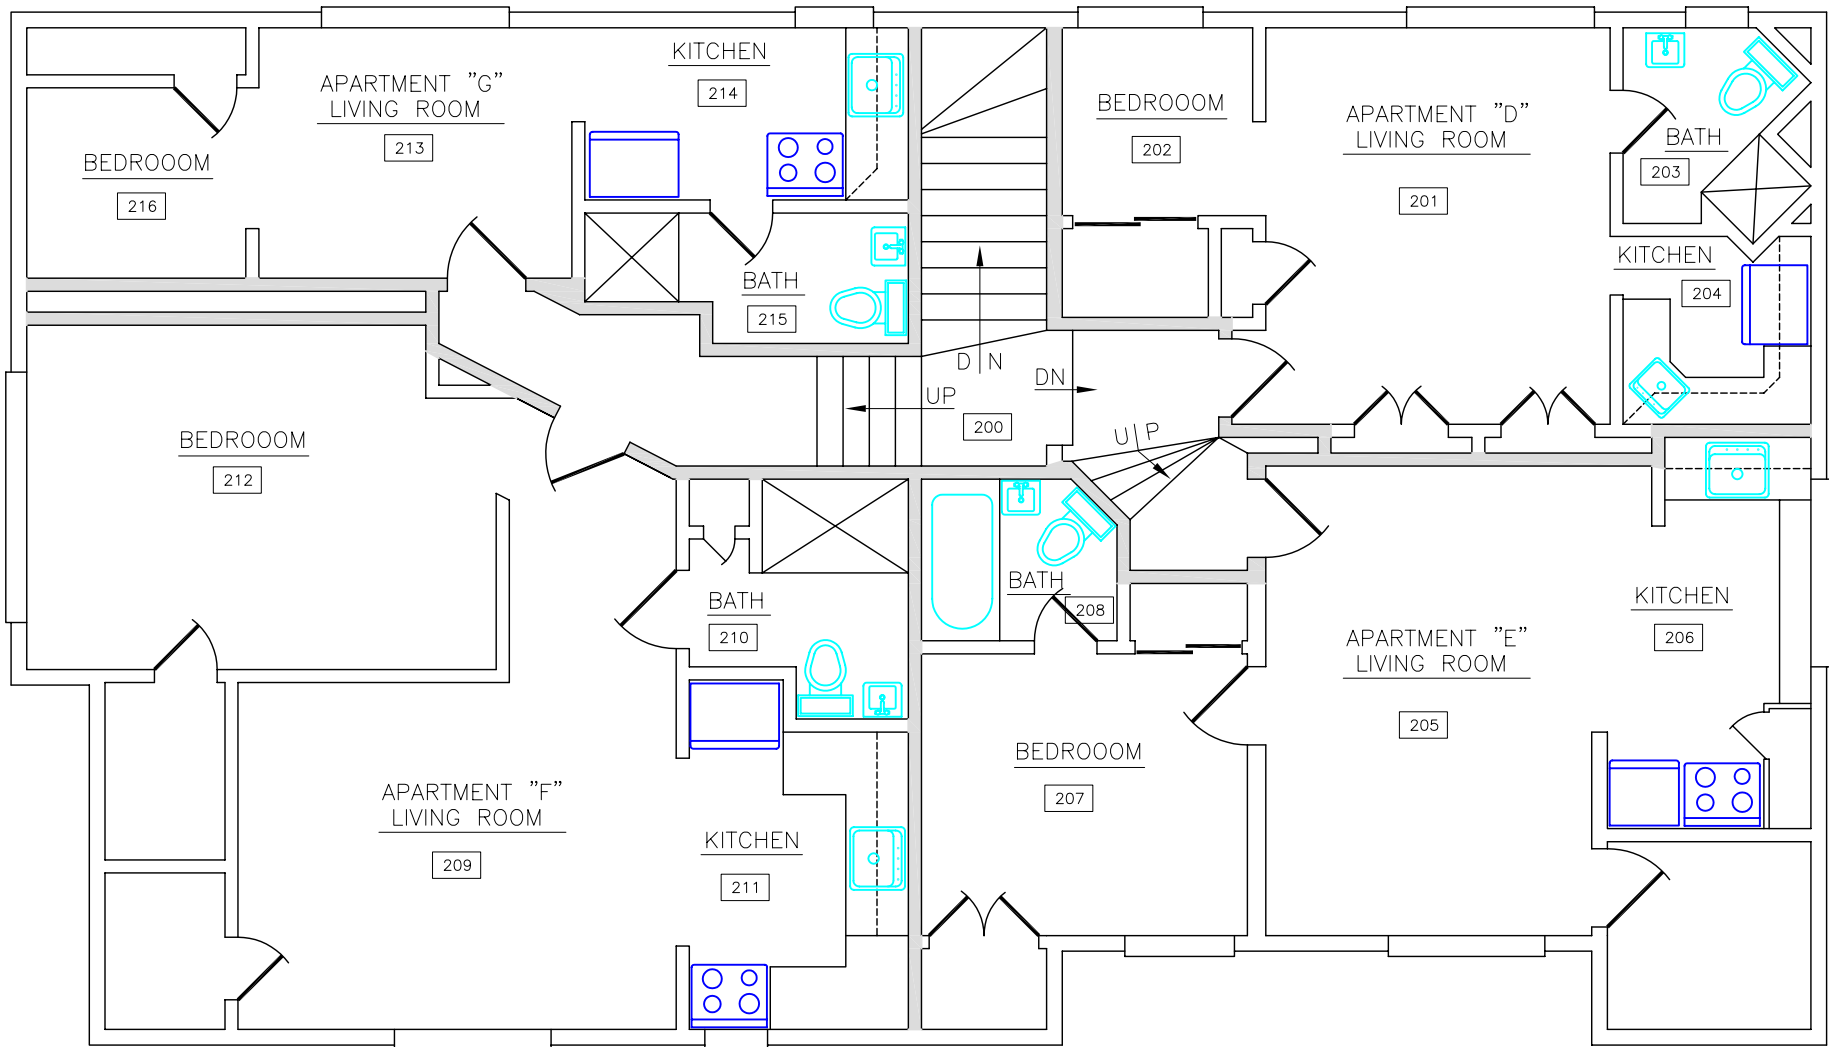 APARTMENT "G"
LIVING ROOM
213
KITCHEN
214
BEDROOOM
216
BATH
215
BEDROOOM
202
APARTMENT "D"
LIVING ROOM
201
BATH
203
KITCHEN
204
DN
DN
UP
200
UP
BEDROOOM
212
BATH
210
BATH
208
APARTMENT "E"
LIVING ROOM
205
KITCHEN
206
BEDROOOM
207
APARTMENT "F"
LIVING ROOM
209
KITCHEN
211